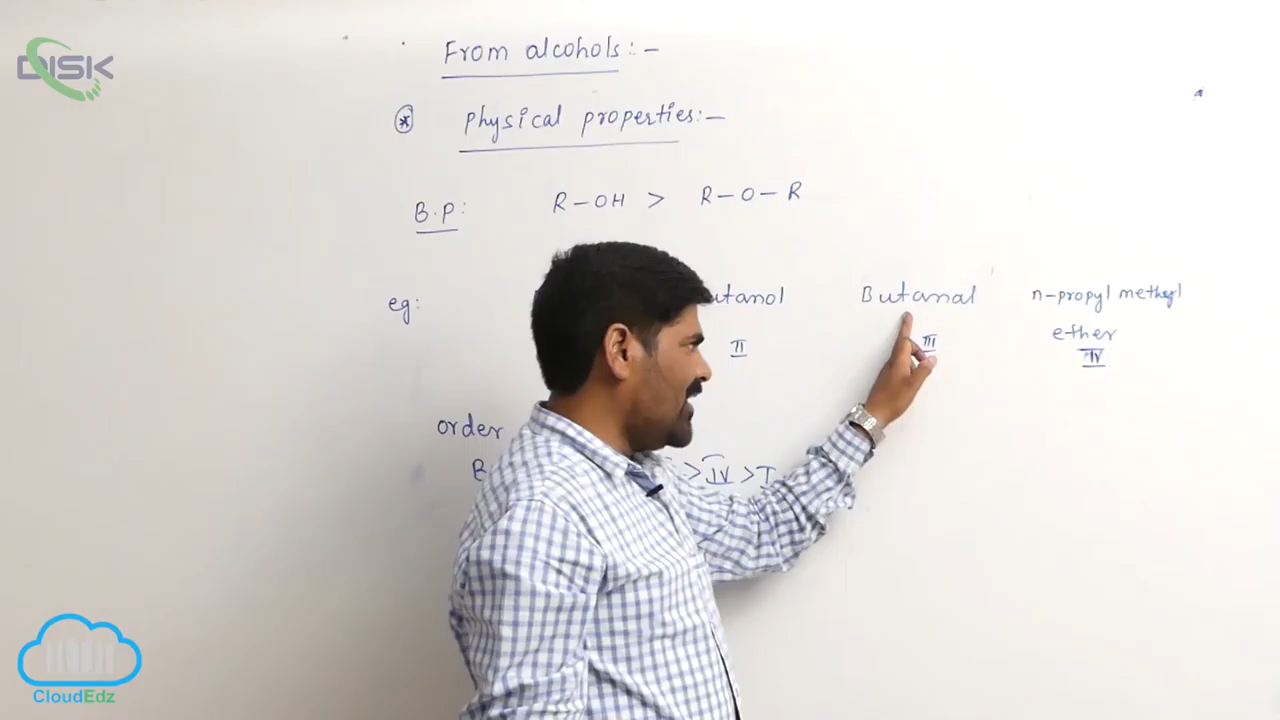 DISK
From alcohols:-
* Physical properties:-
B.P: R-OH > R-O-R
eg: utanol Butanal n-propyl methyl
ether
II III IV
order
B > IV > I
CloudEdz